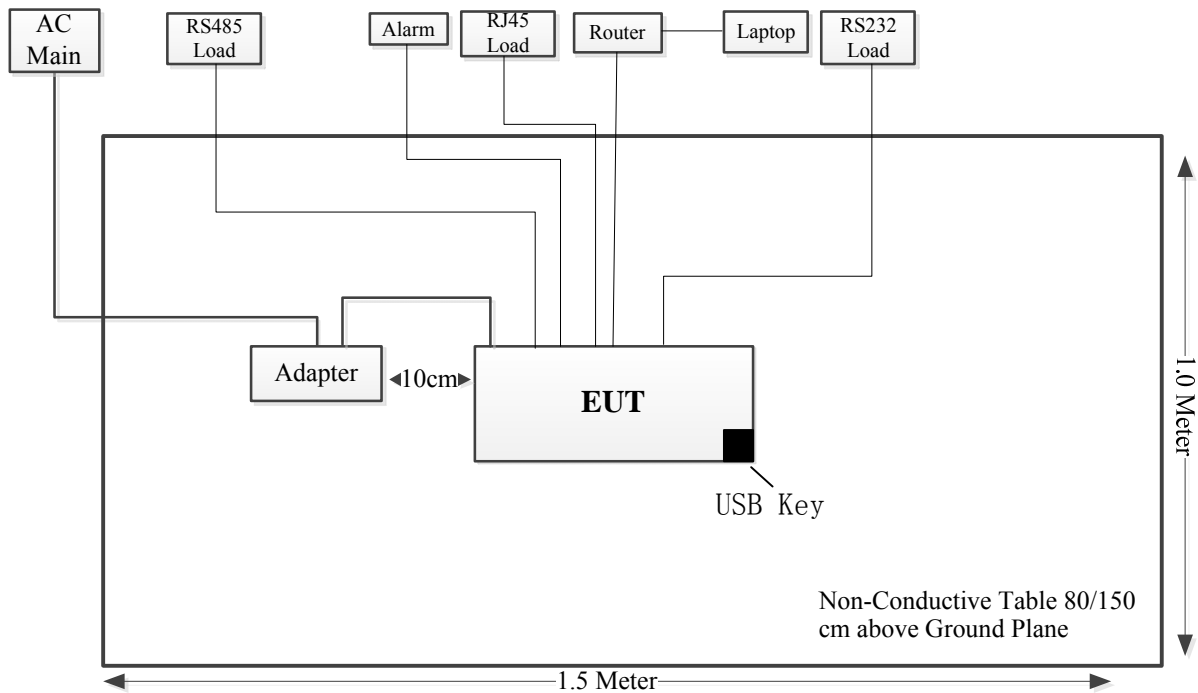 AC
Main
RS485
Load
Alarm
RJ45
Load
Router
Laptop
RS232
Load
Adapter
10cm
EUT
USB Key
1.0 Meter
Non-Conductive Table 80/150
cm above Ground Plane
1.5 Meter